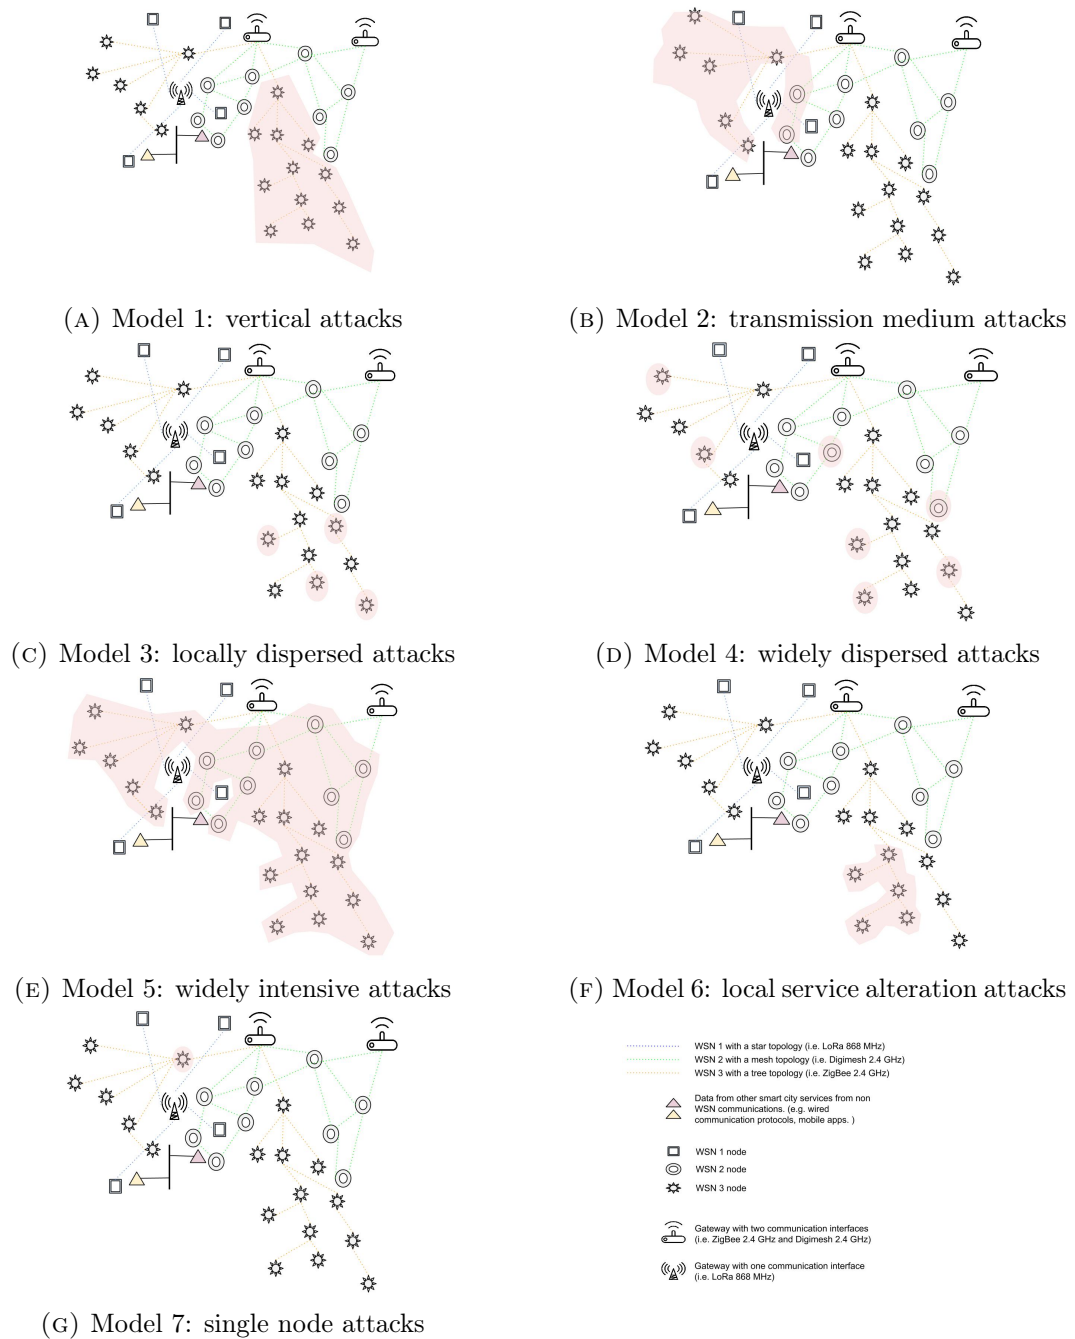 (A) Model 1: vertical attacks
(B) Model 2: transmission medium attacks
(C) Model 3: locally dispersed attacks
(D) Model 4: widely dispersed attacks
(E) Model 5: widely intensive attacks
(F) Model 6: local service alteration attacks
WSN 1 with a star topology (i.e. LoRa 868 MHz)
WSN 2 with a mesh topology (i.e. Digimesh 2.4 GHz)
WSN 3 with a tree topology (i.e. ZigBee 2.4 GHz)
Data from other smart city services from non
WSN communications. (e.g. wired
communication protocols, mobile apps. )
WSN 1 node
WSN 2 node
WSN 3 node
Gateway with two communication interfaces
(i.e. ZigBee 2.4 GHz and Digimesh 2.4 GHz)
Gateway with one communication interface
(i.e. LoRa 868 MHz)
(G) Model 7: single node attacks